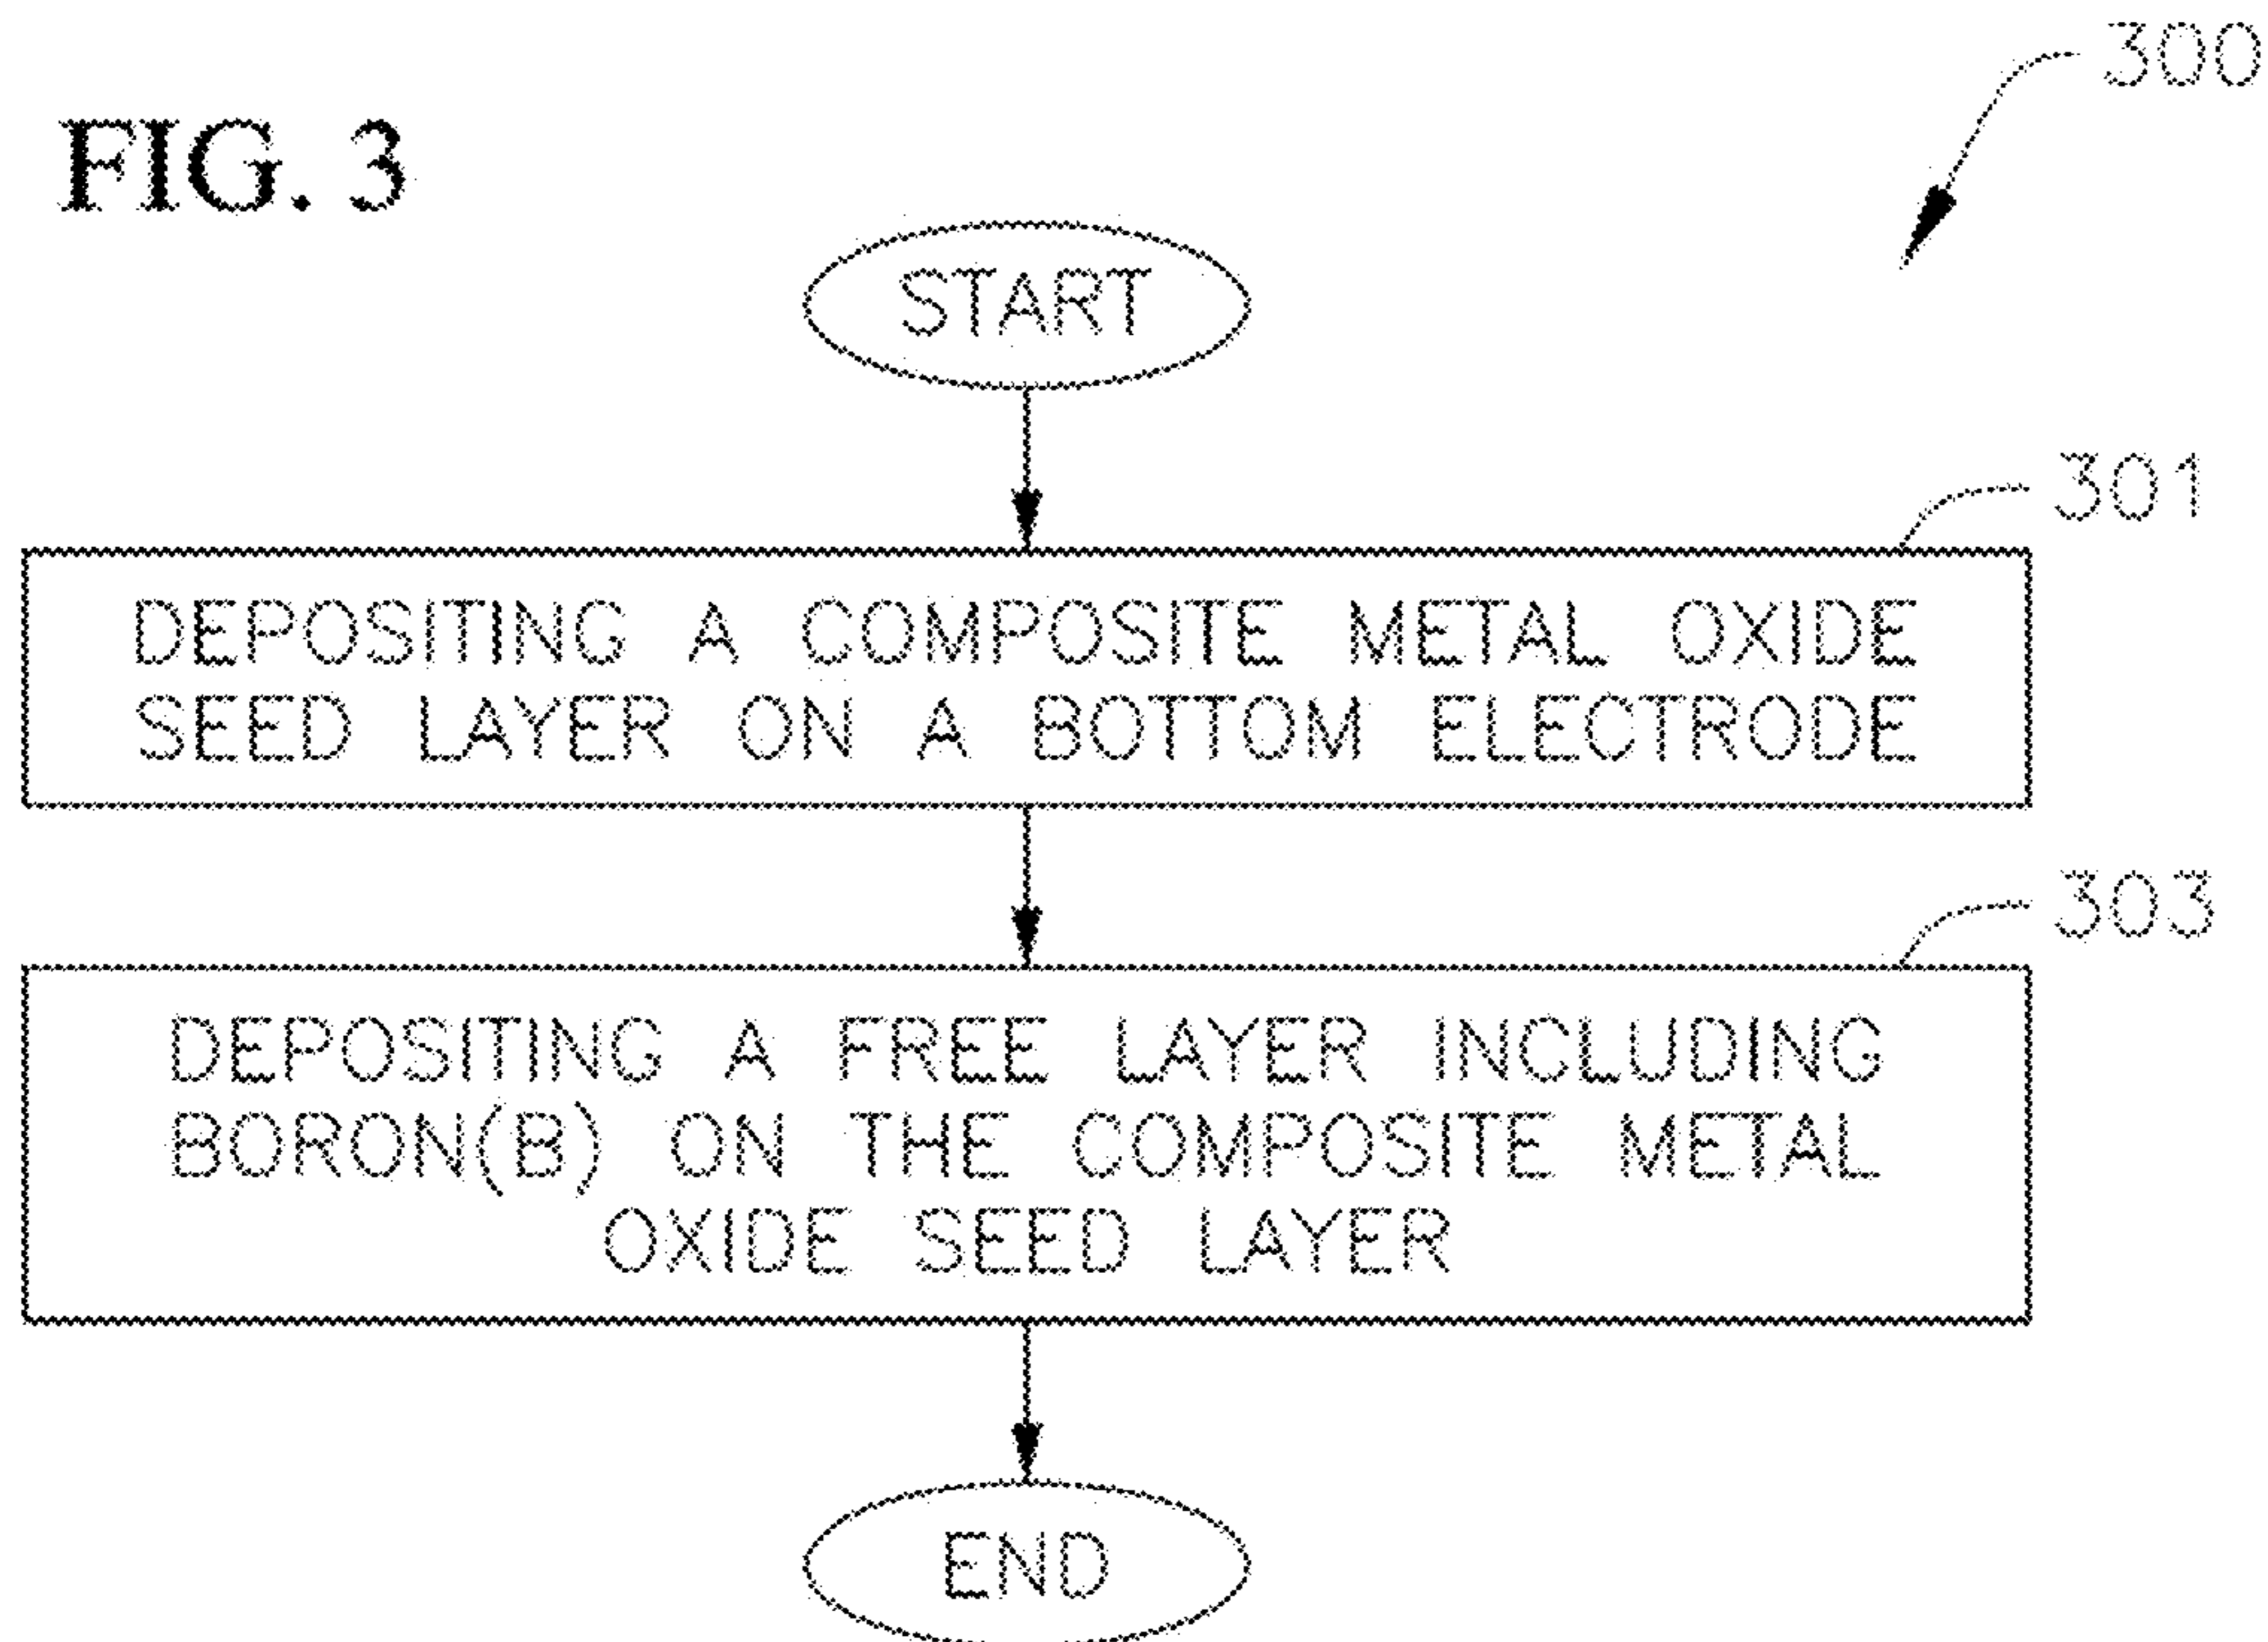 300
FIG. 3
START
301
DEPOSITING A COMPOSITE METAL OXIDE
SEED LAYER ON A BOTTOM ELECTRODE
303
DEPOSITING A FREE LAYER INCLUDING
BORON(B) ON THE COMPOSITE METAL
OXIDE SEED LAYER
END